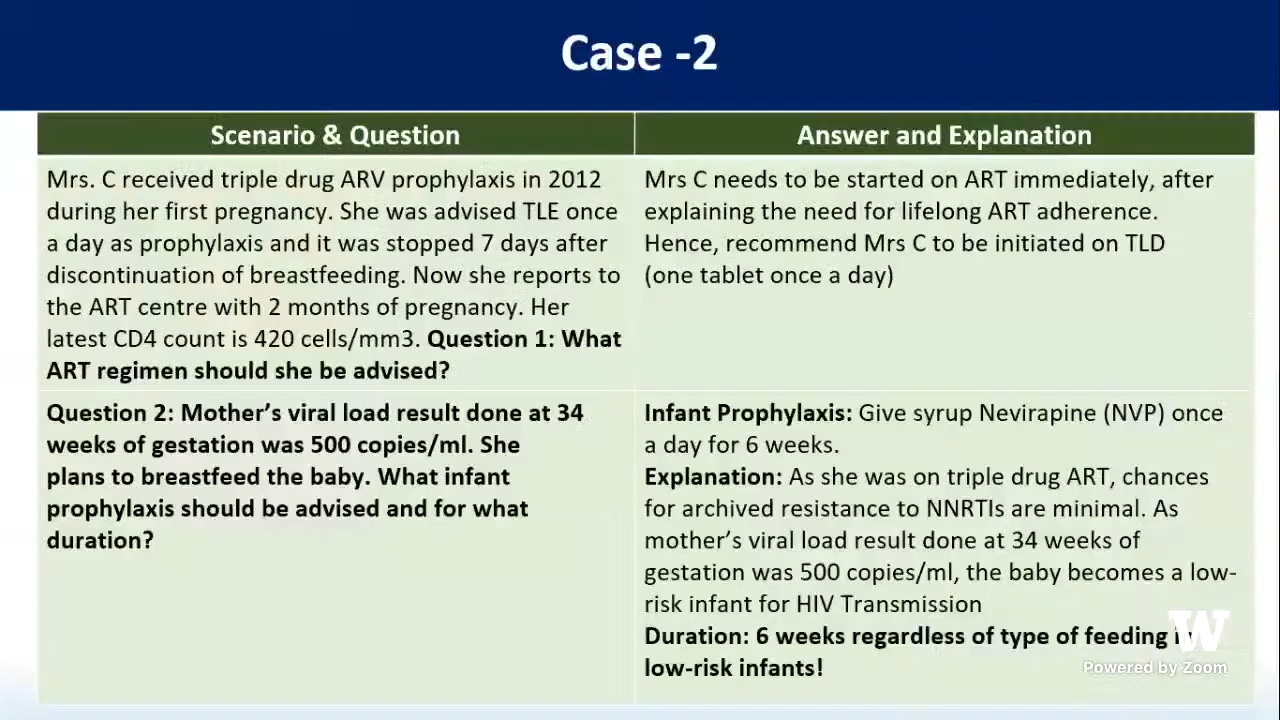 Case -2
Scenario & Question
Answer and Explanation
Mrs. C received triple drug ARV prophylaxis in 2012
during her first pregnancy. She was advised TLE once
a day as prophylaxis and it was stopped 7 days after
discontinuation of breastfeeding. Now she reports to
the ART centre with 2 months of pregnancy. Her
latest CD4 count is 420 cells/mm3. Question 1: What
ART regimen should she be advised?
Mrs C needs to be started on ART immediately, after
explaining the need for lifelong ART adherence.
Hence, recommend Mrs C to be initiated on TLD
(one tablet once a day)
Question 2: Mother’s viral load result done at 34
weeks of gestation was 500 copies/ml. She
plans to breastfeed the baby. What infant
prophylaxis should be advised and for what
duration?
Infant Prophylaxis: Give syrup Nevirapine (NVP) once
a day for 6 weeks.
Explanation: As she was on triple drug ART, chances
for archived resistance to NNRTIs are minimal. As
mother’s viral load result done at 34 weeks of
gestation was 500 copies/ml, the baby becomes a low-
risk infant for HIV Transmission
Duration: 6 weeks regardless of type of feeding in
low-risk infants!
W
Powered by Zoom